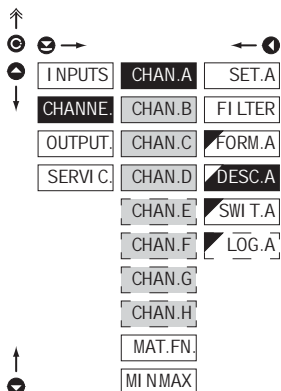 INPUTS CHAN.A SET.A
CHANNE. CHAN.B FILTER
OUTPUT. CHAN.C FORM.A
SERVIC. CHAN.D DESC.A
CHAN.E SWIT.A
CHAN.F LOG.A
CHAN.G
CHAN.H
MAT.FN.
MINMAX